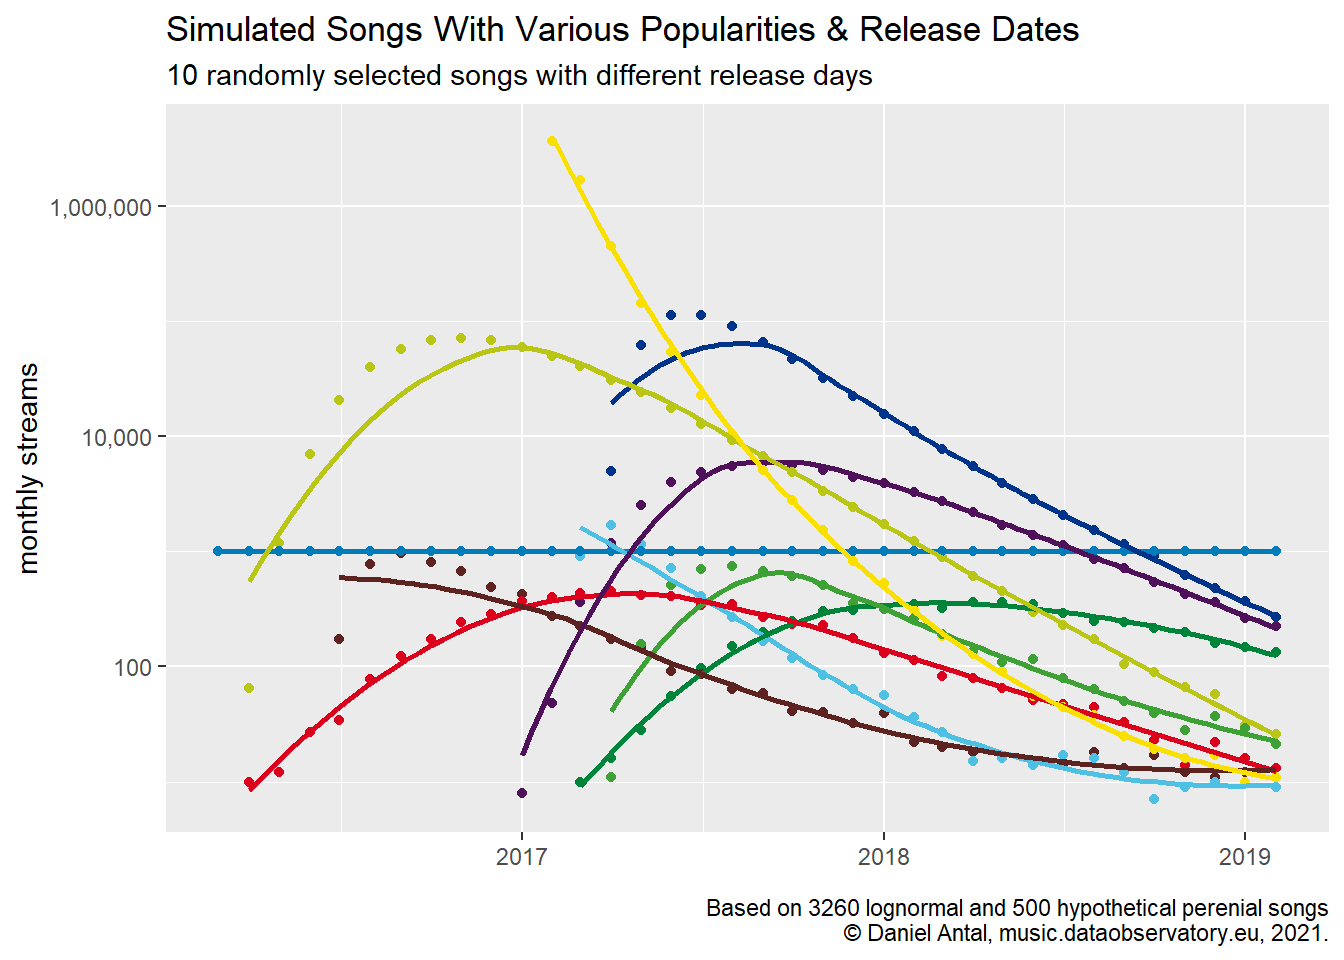 Simulated Songs With Various Popularities & Release Dates
10 randomly selected songs with different release days
monthly streams
1,000,000
10,000
100
2017
2018
2019
Based on 3260 lognormal and 500 hypothetical perenial songs
© Daniel Antal, music.dataobservatory.eu, 2021.